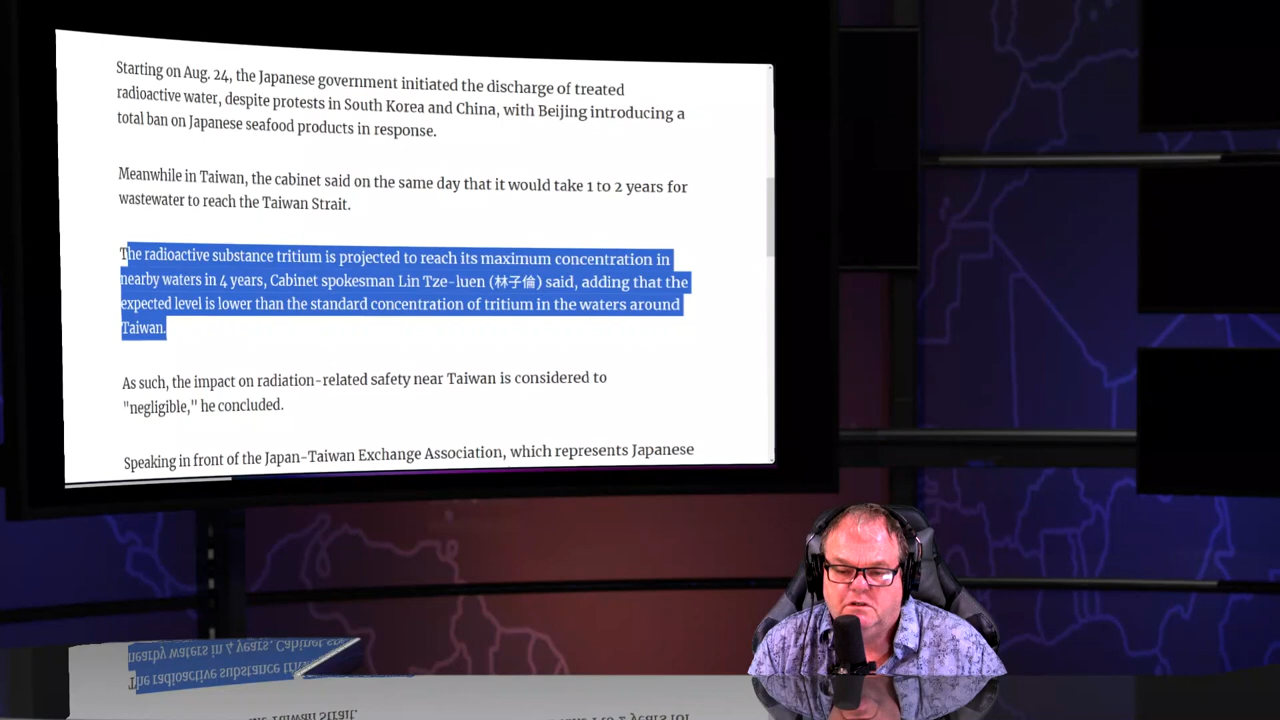 Starting on Aug. 24, the Japanese government initiated the discharge of treated
radioactive water, despite protests in South Korea and China, with Beijing introducing a
total ban on Japanese seafood products in response.
Meanwhile in Taiwan, the cabinet said on the same day that it would take 1 to 2 years for
wastewater to reach the Taiwan Strait.
The radioactive substance tritium is projected to reach its maximum concentration in
nearby waters in 4 years, Cabinet spokesman Lin Tze-luen (林子倫) said, adding that the
expected level is lower than the standard concentration of tritium in the waters around
Taiwan.
As such, the impact on radiation-related safety near Taiwan is considered to
"negligible," he concluded.
Speaking in front of the Japan-Taiwan Exchange Association, which represents Japanese